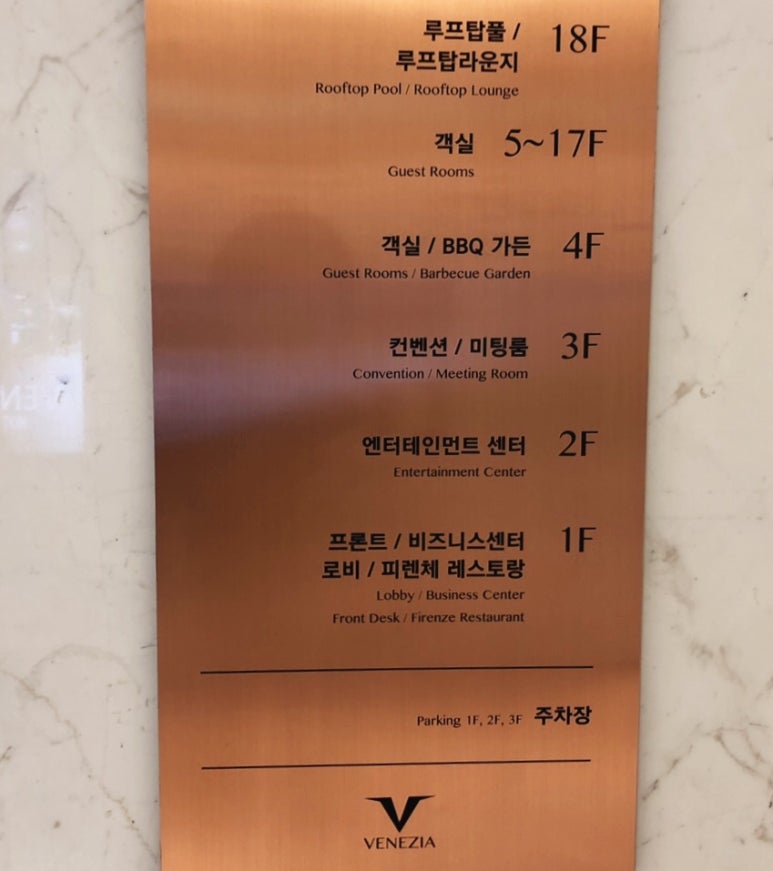 루프탑풀 / 18F
루프탑라운지
Rooftop Pool / Rooftop Lounge
객실 5~17F
Guest Rooms
객실 / BBQ 가든 4F
Guest Rooms / Barbecue Garden
컨벤션 / 미팅룸 3F
Convention / Meeting Room
엔터테인먼트 센터 2F
Entertainment Center
프론트 / 비즈니스센터 1F
로비 / 피렌체 레스토랑
Lobby / Business Center
Front Desk / Firenze Restaurant
Parking 1F, 2F, 3F 주차장
VENEZIA